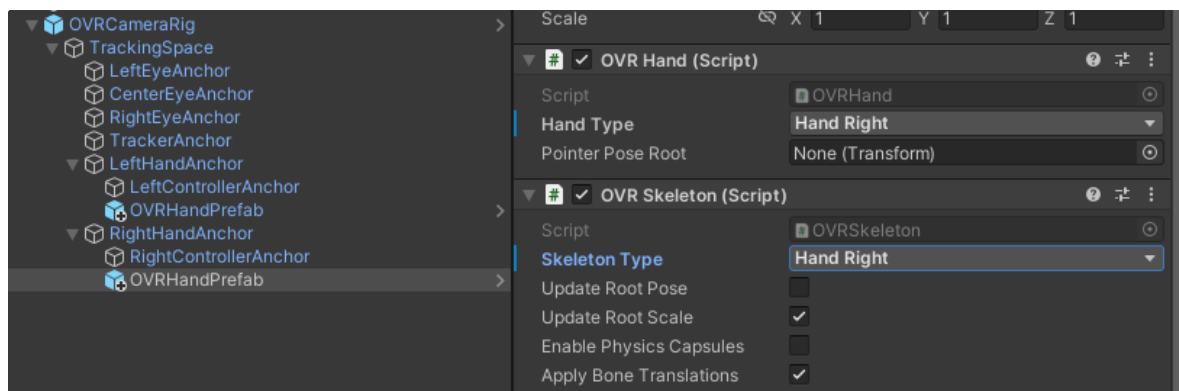 OVRCameraRig
TrackingSpace
LeftEyeAnchor
CenterEyeAnchor
RightEyeAnchor
TrackerAnchor
LeftHandAnchor
LeftControllerAnchor
OVRHandPrefab
RightHandAnchor
RightControllerAnchor
OVRHandPrefab
Scale X 1 Y 1 Z 1
# OVR Hand (Script)
Script OVRHand
Hand Type Hand Right
Pointer Pose Root None (Transform)
# OVR Skeleton (Script)
Script OVRSkeleton
Skeleton Type Hand Right
Update Root Pose
Update Root Scale
Enable Physics Capsules
Apply Bone Translations